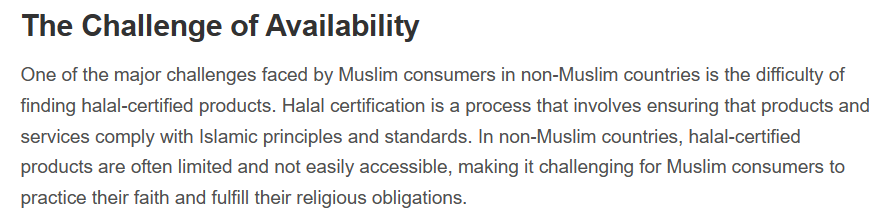 The Challenge of Availability
One of the major challenges faced by Muslim consumers in non-Muslim countries is the difficulty of
finding halal-certified products. Halal certification is a process that involves ensuring that products and
services comply with Islamic principles and standards. In non-Muslim countries, halal-certified
products are often limited and not easily accessible, making it challenging for Muslim consumers to
practice their faith and fulfill their religious obligations.